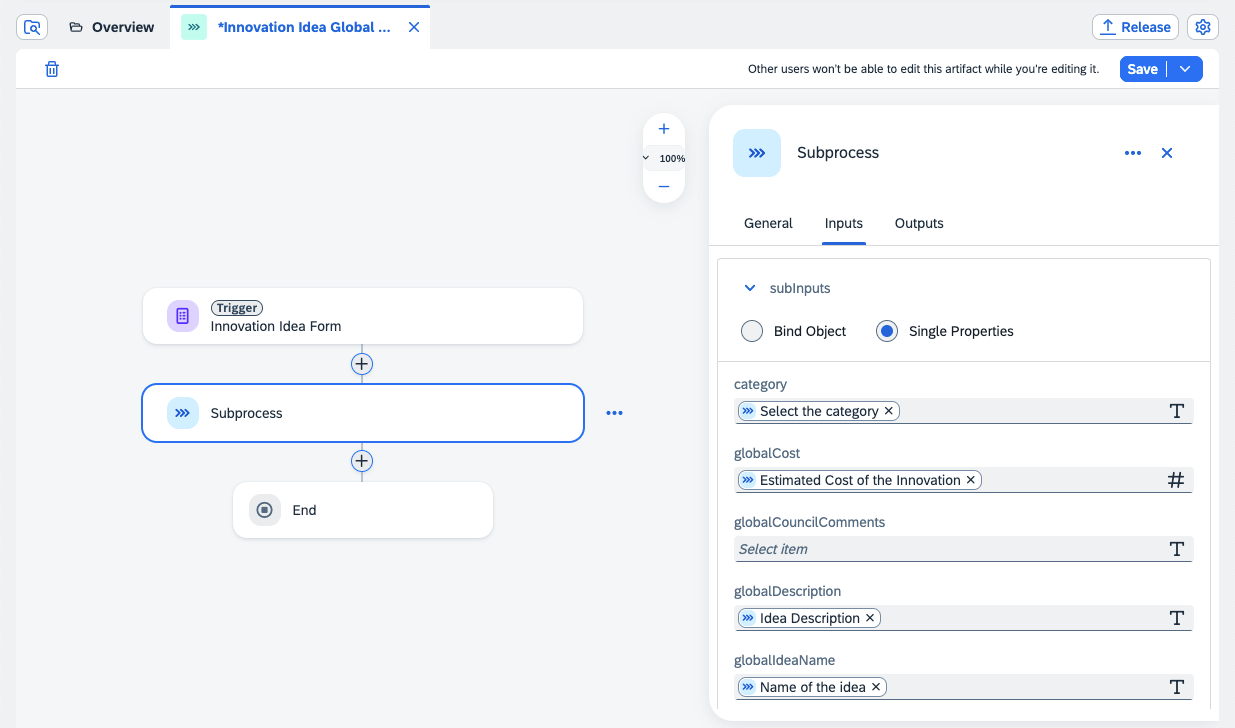 Overview
*Innovation Idea Global ...
Release
Other users won't be able to edit this artifact while you're editing it.
Save
100%
Trigger
Innovation Idea Form
Subprocess
End
Subprocess
General Inputs Outputs
subInputs
Bind Object Single Properties
category
Select the category
globalCost
Estimated Cost of the Innovation
globalCouncilComments
Select item
globalDescription
Idea Description
globalIdeaName
Name of the idea